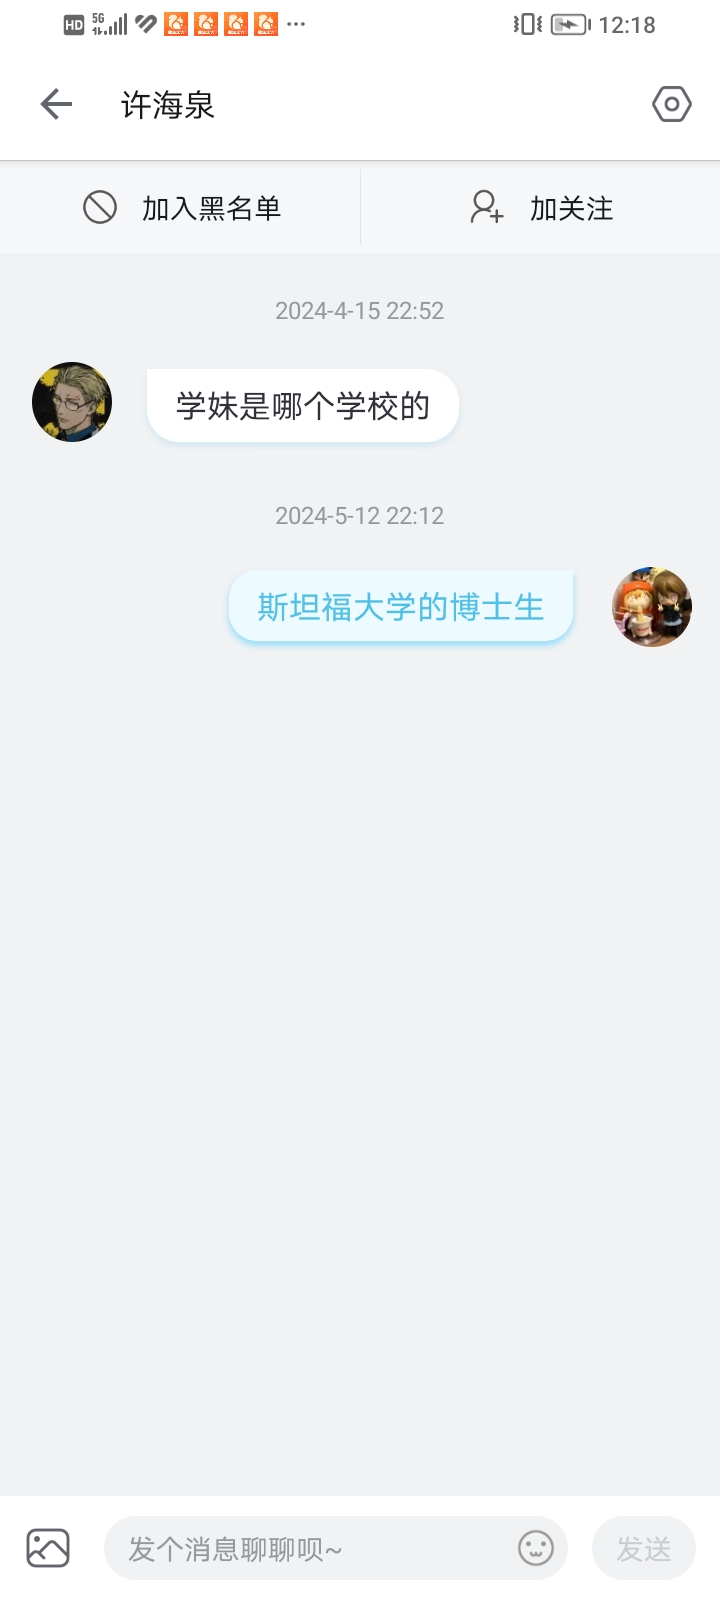 HD 5G 12:18
许海泉
加入黑名单 加关注
2024-4-15 22:52
学妹是哪个学校的
2024-5-12 22:12
斯坦福大学的博士生
发个消息聊聊呗~ 发送